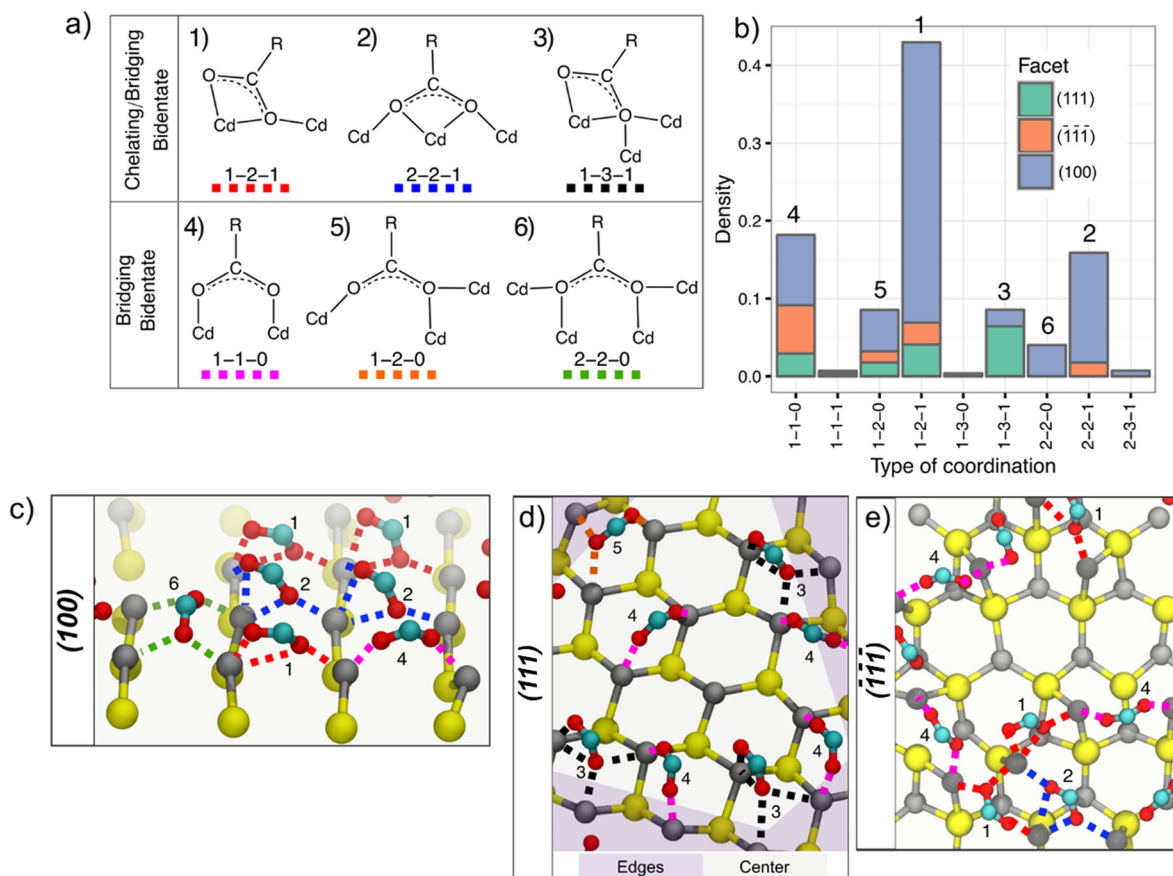 a)
Chelating/Bridging
Bidentate
1)
R
O
C
O
Cd
Cd
1–2–1
2)
R
C
O
O
Cd
Cd
Cd
2–2–1
3)
R
O
C
O
Cd
Cd
Cd
1–3–1
Bridging
Bidentate
4)
R
C
O
O
Cd
Cd
1–1–0
5)
R
C
O
O
Cd
Cd
Cd
1–2–0
6)
R
C
O
O
Cd
Cd
Cd
Cd
2–2–0
b)
Density
0.4
0.3
0.2
0.1
0.0
4
5
1
3
6
2
Facet
(111)
(1̄1̄1̄)
(100)
1–1–0
1–1–1
1–2–0
1–2–1
1–3–0
1–3–1
2–2–0
2–2–1
2–3–1
Type of coordination
c)
(100)
1
1
6
2
2
1
4
d)
(111)
5
3
4
4
3
4
3
4
Edges
Center
e)
(1̄1̄1̄)
1
4
4
1
4
2
1